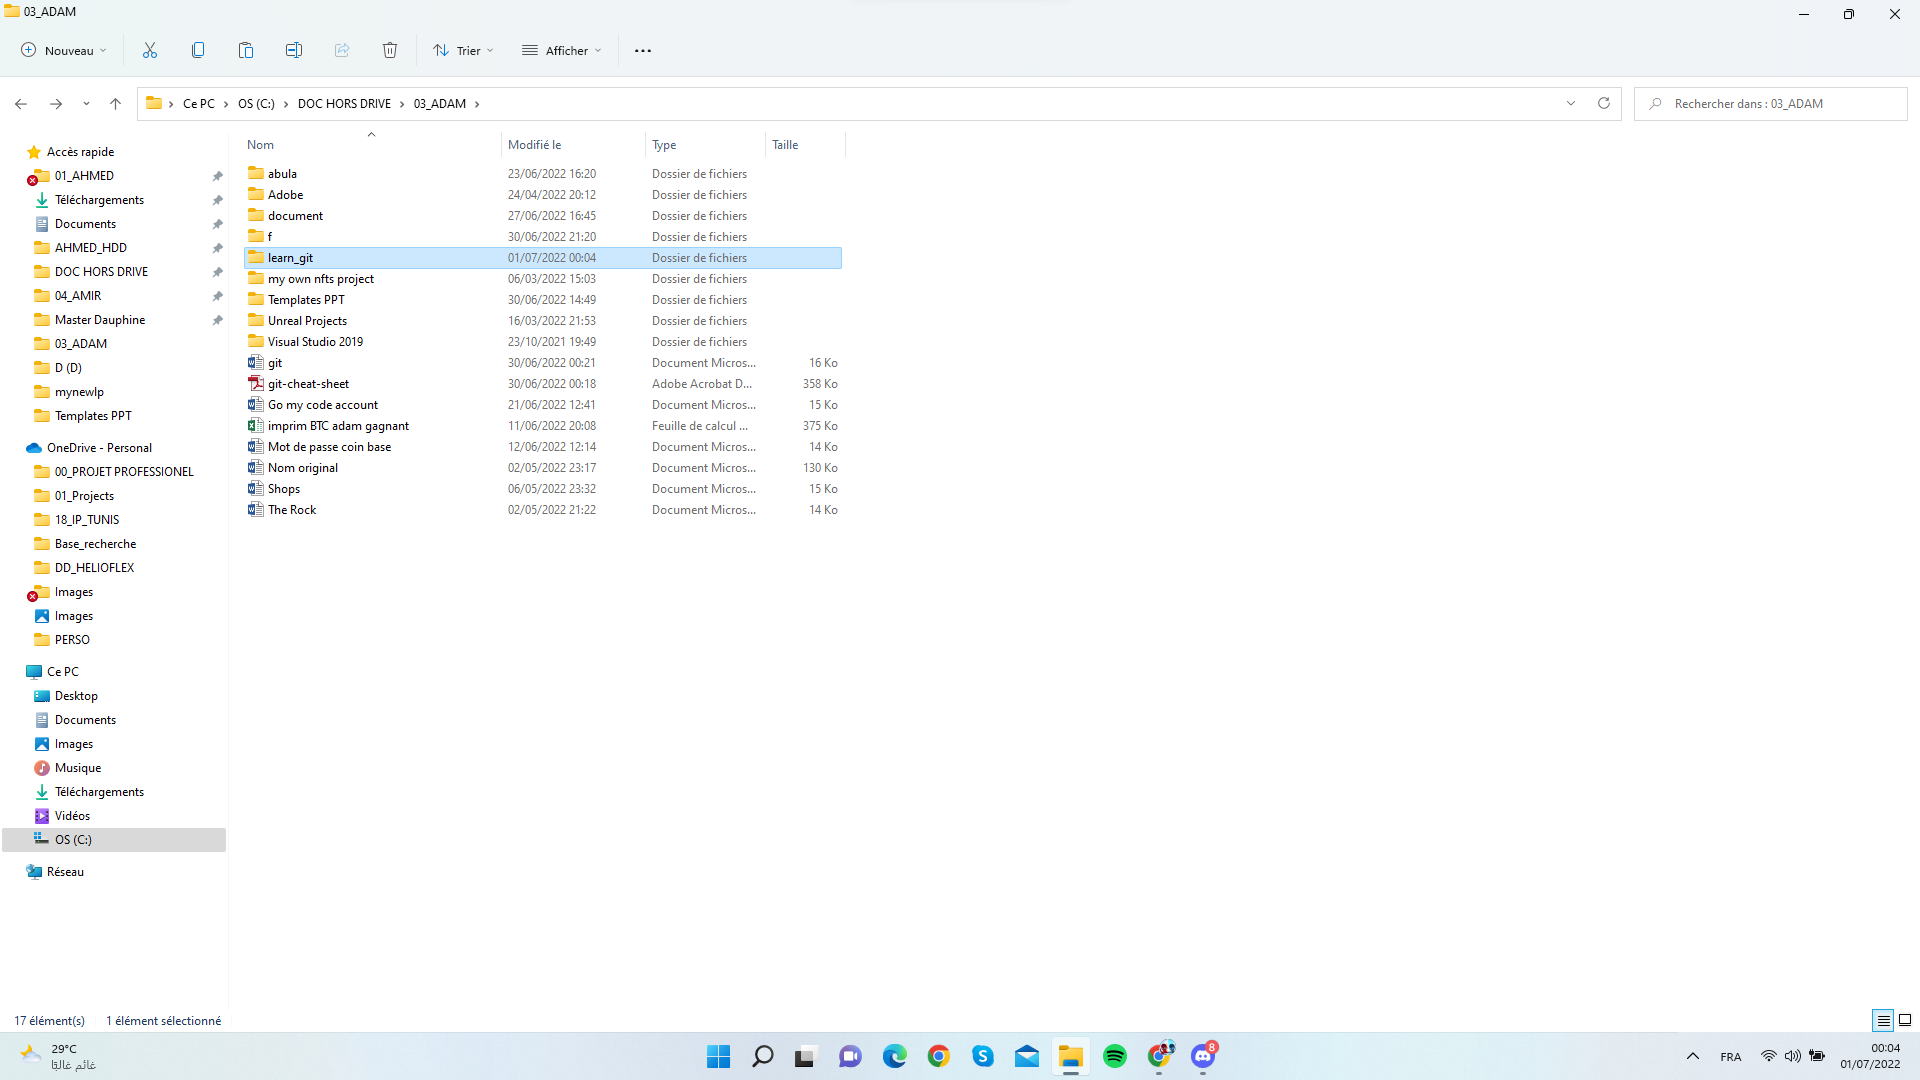 03_ADAM
Nouveau
Trier
Afficher
Ce PC > OS (C:) > DOC HORS DRIVE > 03_ADAM >
Rechercher dans : 03_ADAM
Nom Modifié le Type Taille
abula 23/06/2022 16:20 Dossier de fichiers
Adobe 24/04/2022 20:12 Dossier de fichiers
document 27/06/2022 16:45 Dossier de fichiers
f 30/06/2022 21:20 Dossier de fichiers
learn_git 01/07/2022 00:04 Dossier de fichiers
my own nfts project 06/03/2022 15:03 Dossier de fichiers
Templates PPT 30/06/2022 14:49 Dossier de fichiers
Unreal Projects 16/03/2022 21:53 Dossier de fichiers
Visual Studio 2019 23/10/2021 19:49 Dossier de fichiers
git 30/06/2022 00:21 Document Micros... 16 Ko
git-cheat-sheet 30/06/2022 00:18 Adobe Acrobat D... 358 Ko
Go my code account 21/06/2022 12:41 Document Micros... 15 Ko
imprim BTC adam gagnant 11/06/2022 20:08 Feuille de calcul ... 375 Ko
Mot de passe coin base 12/06/2022 12:14 Document Micros... 14 Ko
Nom original 02/05/2022 23:17 Document Micros... 130 Ko
Shops 06/05/2022 23:32 Document Micros... 15 Ko
The Rock 02/05/2022 21:22 Document Micros... 14 Ko
Accès rapide
01_AHMED
Téléchargements
Documents
AHMED_HDD
DOC HORS DRIVE
04_AMIR
Master Dauphine
03_ADAM
D (D)
mynewlp
Templates PPT
OneDrive - Personal
00_PROJET PROFESSIONEL
01_Projects
18_IP_TUNIS
Base_recherche
DD_HELIOFLEX
Images
Images
PERSO
Ce PC
Desktop
Documents
Images
Musique
Téléchargements
Vidéos
OS (C:)
Réseau
17 élément(s) 1 élément sélectionné
29°C
غائم غالبًا
8
FRA
00:04
01/07/2022